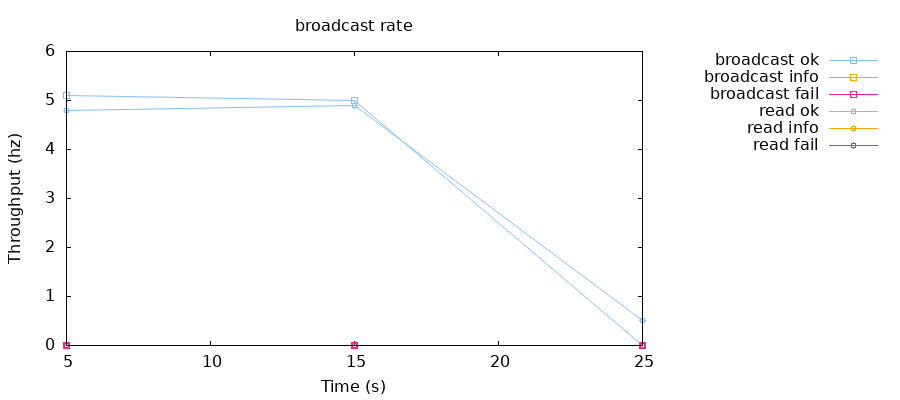 broadcast rate
6
5
4
3
2
1
0
Throughput (hz)
5 10 15 20 25
Time (s)
broadcast ok
broadcast info
broadcast fail
read ok
read info
read fail